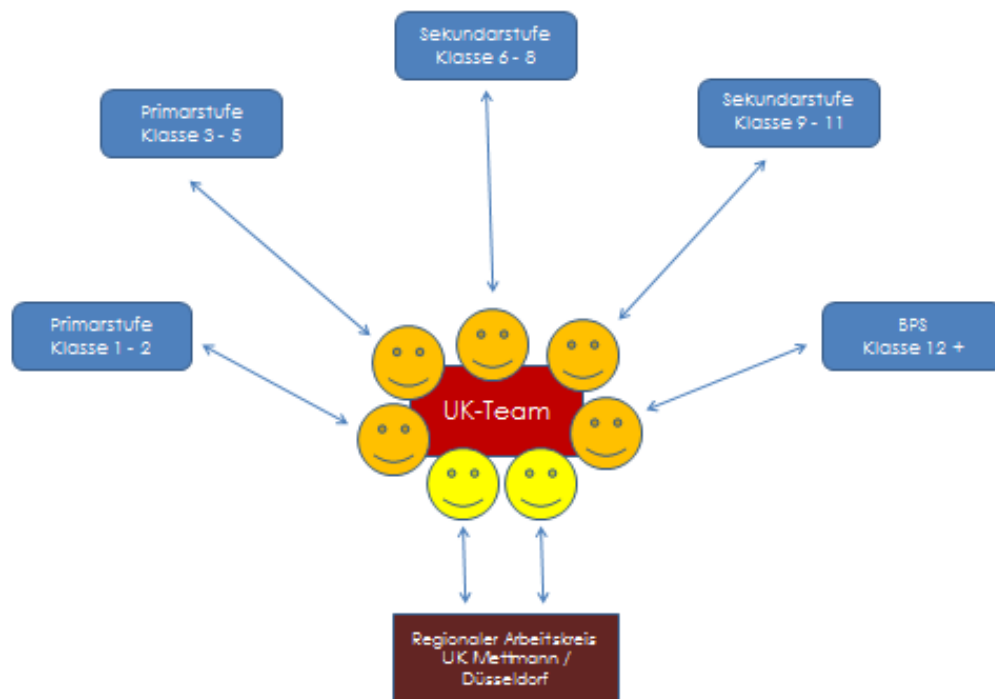 Sekundarstufe
Klasse 6 - 8
Primarstufe
Klasse 3 - 5
Sekundarstufe
Klasse 9 - 11
Primarstufe
Klasse 1 - 2
BPS
Klasse 12 +
UK-Team
Regionaler Arbeitskreis
UK Mettmann /
Düsseldorf